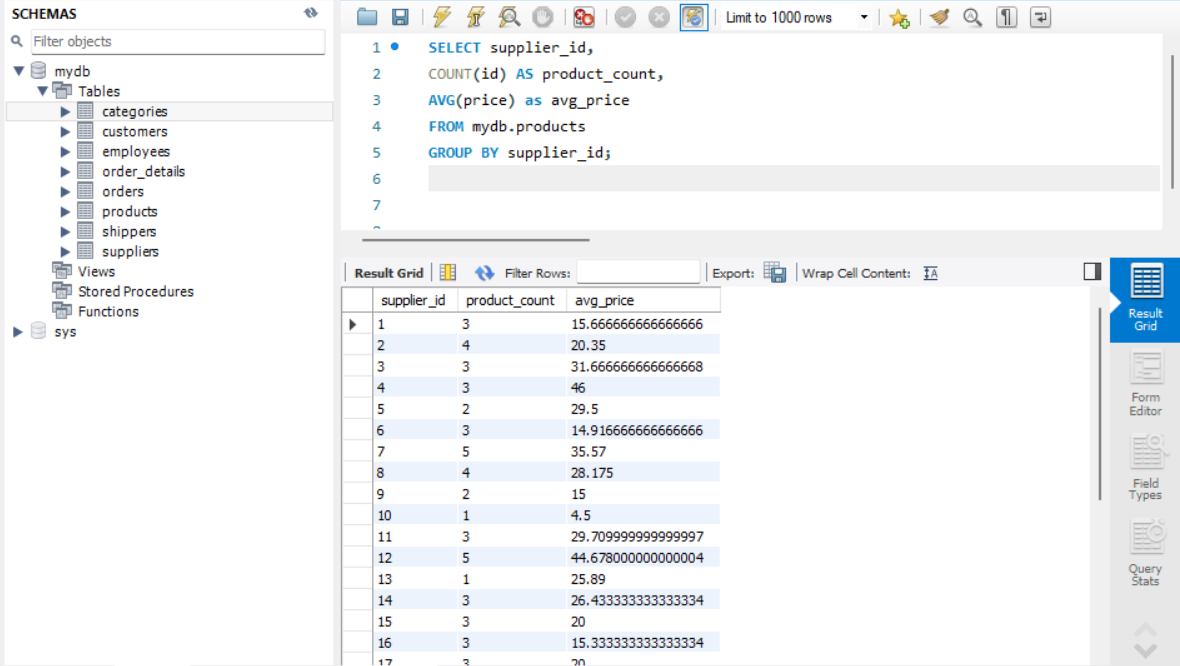 SCHEMAS
Filter objects
mydb
Tables
categories
customers
employees
order_details
orders
products
shippers
suppliers
Views
Stored Procedures
Functions
sys
Limit to 1000 rows
1 SELECT supplier_id,
2 COUNT(id) AS product_count,
3 AVG(price) as avg_price
4 FROM mydb.products
5 GROUP BY supplier_id;
6
7
Result Grid Filter Rows: Export: Wrap Cell Content: IA
supplier_id product_count avg_price
1 3 15.666666666666666
2 4 20.35
3 3 31.666666666666668
4 3 46
5 2 29.5
6 3 14.916666666666666
7 5 35.57
8 4 28.175
9 2 15
10 1 4.5
11 3 29.709999999999997
12 5 44.678000000000004
13 1 25.89
14 3 26.433333333333334
15 3 20
16 3 15.333333333333334
17 3 20
Result
Grid
Form
Editor
Field
Types
Query
Stats